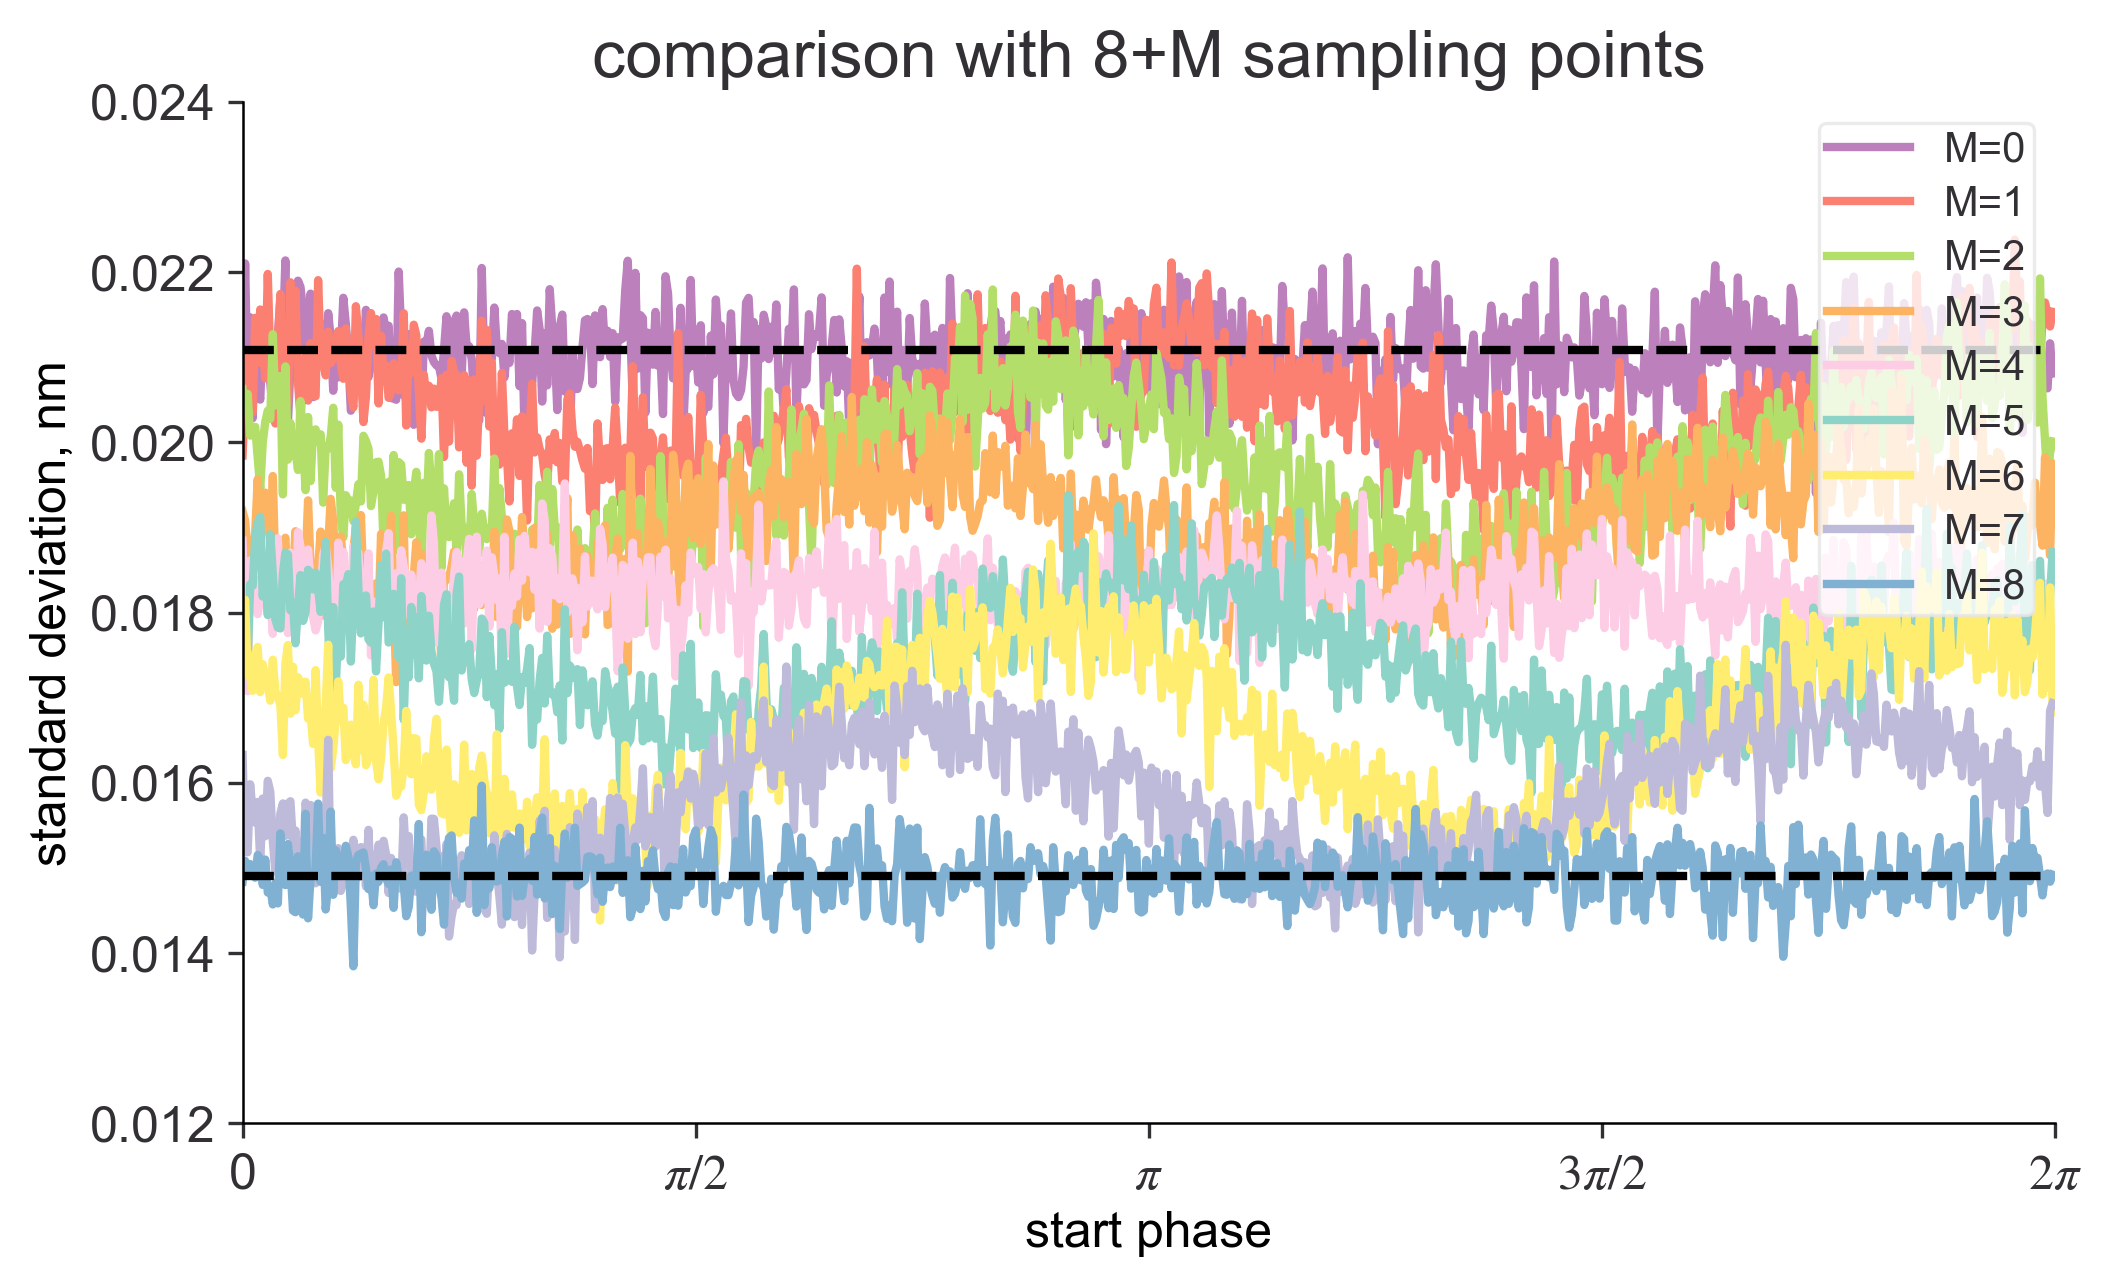 comparison with 8+M sampling points
0.024
0.022
0.020
0.018
0.016
0.014
0.012
standard deviation, nm
M=0
M=1
M=2
M=3
M=4
M=5
M=6
M=7
M=8
0
π/2
π
3π/2
2π
start phase